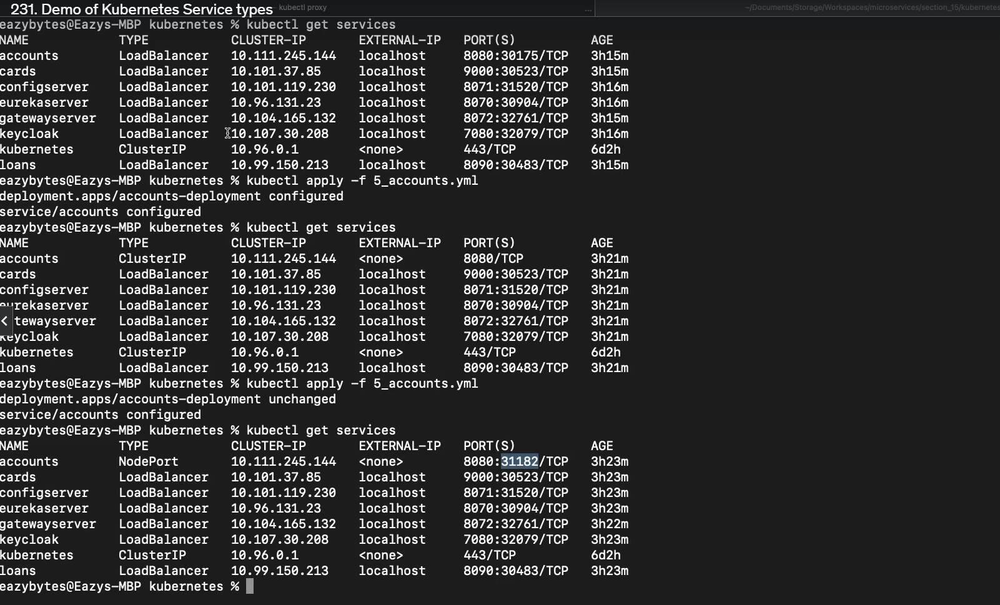 231. Demo of Kubernetes Service types
kubectl proxy
...
~/Documents/Storage/Workspaces/microservices/section_15/kubernetes
eazybytes@Eazys-MBP kubernetes % kubectl get services
NAME TYPE CLUSTER-IP EXTERNAL-IP PORT(S) AGE
accounts LoadBalancer 10.111.245.144 localhost 8080:30175/TCP 3h15m
cards LoadBalancer 10.101.37.85 localhost 9000:30523/TCP 3h15m
configserver LoadBalancer 10.101.119.230 localhost 8071:31520/TCP 3h16m
eurekaserver LoadBalancer 10.96.131.23 localhost 8070:30904/TCP 3h16m
gatewayserver LoadBalancer 10.104.165.132 localhost 8072:32761/TCP 3h15m
keycloak LoadBalancer 10.107.30.208 localhost 7080:32079/TCP 3h16m
kubernetes ClusterIP 10.96.0.1 <none> 443/TCP 6d2h
loans LoadBalancer 10.99.150.213 localhost 8090:30483/TCP 3h15m
eazybytes@Eazys-MBP kubernetes % kubectl apply -f 5_accounts.yml
deployment.apps/accounts-deployment configured
service/accounts configured
eazybytes@Eazys-MBP kubernetes % kubectl get services
NAME TYPE CLUSTER-IP EXTERNAL-IP PORT(S) AGE
accounts ClusterIP 10.111.245.144 <none> 8080/TCP 3h21m
cards LoadBalancer 10.101.37.85 localhost 9000:30523/TCP 3h21m
configserver LoadBalancer 10.101.119.230 localhost 8071:31520/TCP 3h21m
eurekaserver LoadBalancer 10.96.131.23 localhost 8070:30904/TCP 3h21m
tewayserver LoadBalancer 10.104.165.132 localhost 8072:32761/TCP 3h21m
keycloak LoadBalancer 10.107.30.208 localhost 7080:32079/TCP 3h21m
kubernetes ClusterIP 10.96.0.1 <none> 443/TCP 6d2h
loans LoadBalancer 10.99.150.213 localhost 8090:30483/TCP 3h21m
eazybytes@Eazys-MBP kubernetes % kubectl apply -f 5_accounts.yml
deployment.apps/accounts-deployment unchanged
service/accounts configured
eazybytes@Eazys-MBP kubernetes % kubectl get services
NAME TYPE CLUSTER-IP EXTERNAL-IP PORT(S) AGE
accounts NodePort 10.111.245.144 <none> 8080:31182/TCP 3h23m
cards LoadBalancer 10.101.37.85 localhost 9000:30523/TCP 3h23m
configserver LoadBalancer 10.101.119.230 localhost 8071:31520/TCP 3h23m
eurekaserver LoadBalancer 10.96.131.23 localhost 8070:30904/TCP 3h23m
gatewayserver LoadBalancer 10.104.165.132 localhost 8072:32761/TCP 3h22m
keycloak LoadBalancer 10.107.30.208 localhost 7080:32079/TCP 3h23m
kubernetes ClusterIP 10.96.0.1 <none> 443/TCP 6d2h
loans LoadBalancer 10.99.150.213 localhost 8090:30483/TCP 3h23m
eazybytes@Eazys-MBP kubernetes %